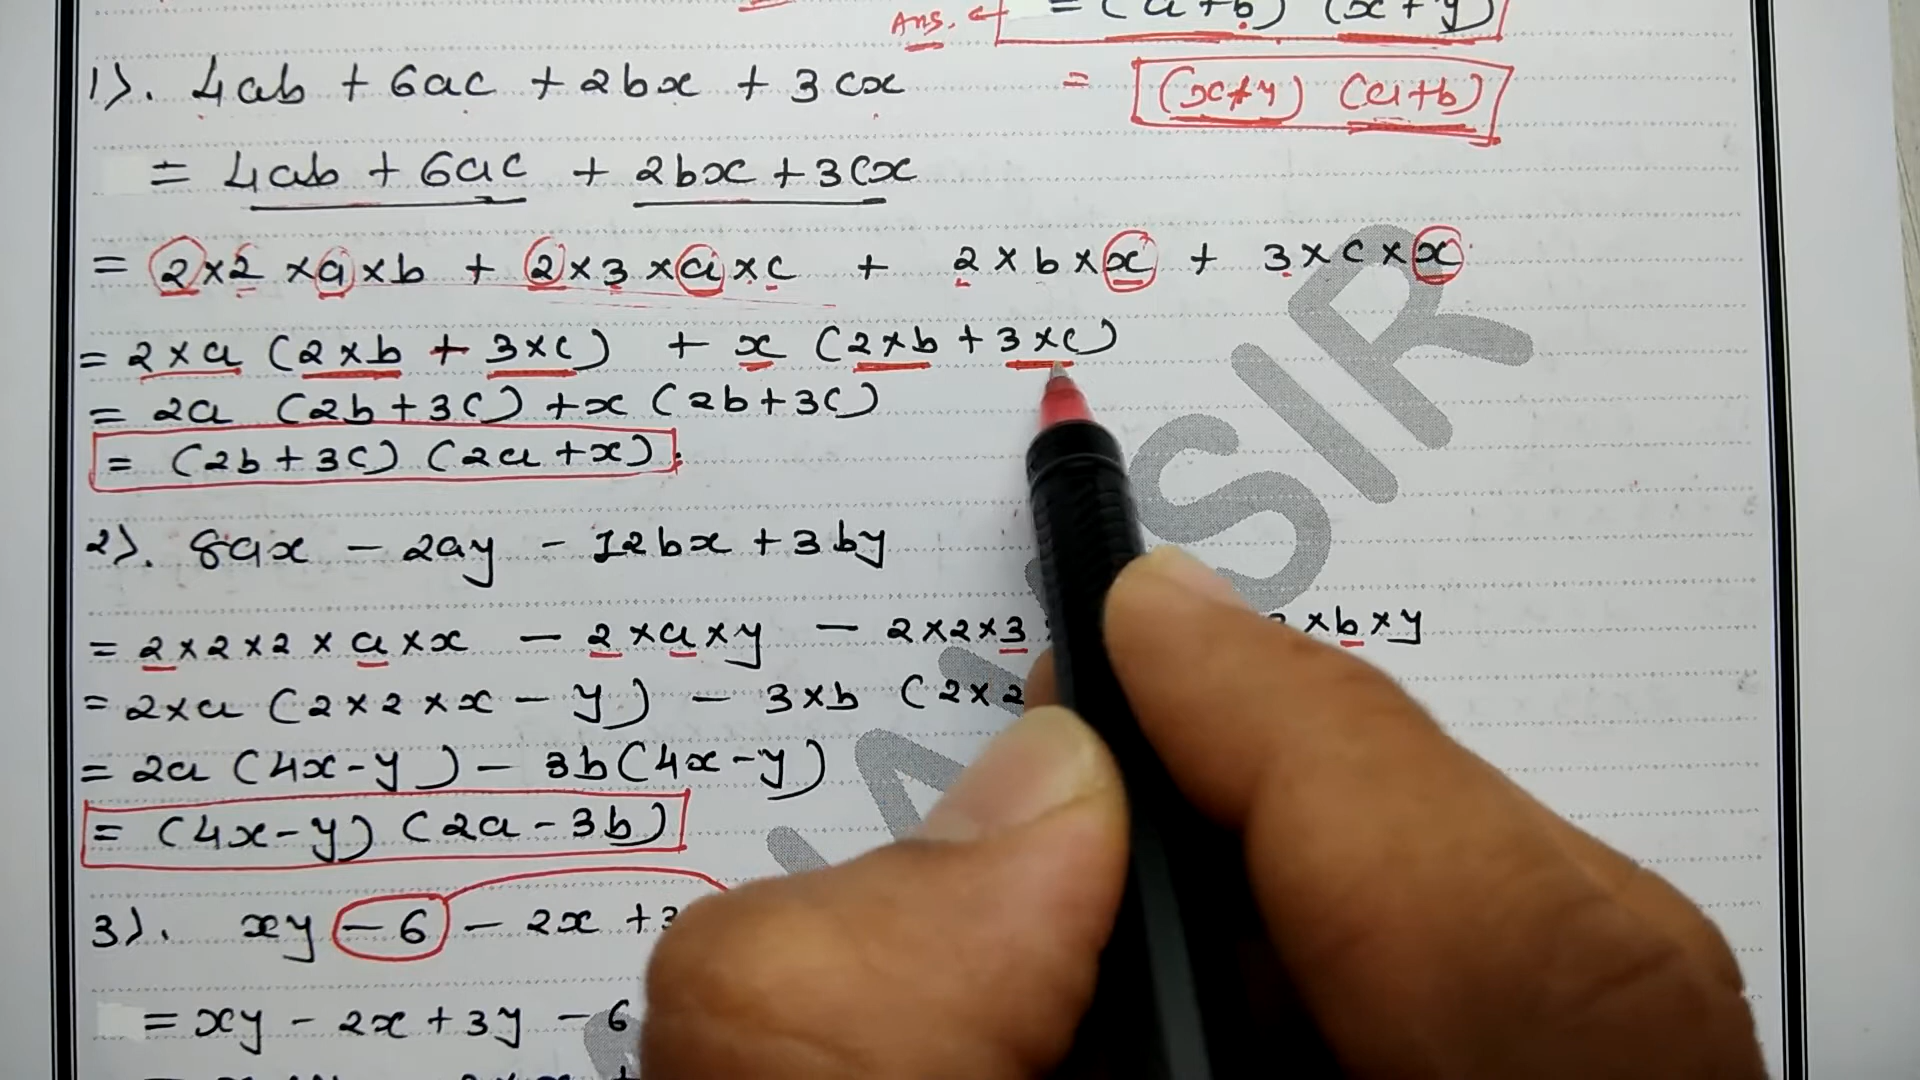 Ans. = (a+b) (x+y)
1). 4ab + 6ac + 2bx + 3cx = (x+y) (a+b)
= 4ab + 6ac + 2bx + 3cx
= 2×2 ×a×b + 2×3 ×a×c + 2×b×x + 3×c×x
= 2×a (2×b + 3×c) + x (2×b + 3×c)
= 2a (2b+3c) +x (2b+3c)
= (2b+3c) (2a+x).
2). 8ax - 2ay - 12bx + 3by
= 2×2×2× a×x - 2×a×y - 2×2×3 ×b×y
= 2×a (2×2×x - y) - 3×b (2×2
= 2a (4x-y) - 3b(4x-y)
= (4x-y) (2a-3b)
3). xy -6 - 2x +3
= xy - 2x + 3y - 6
SIR